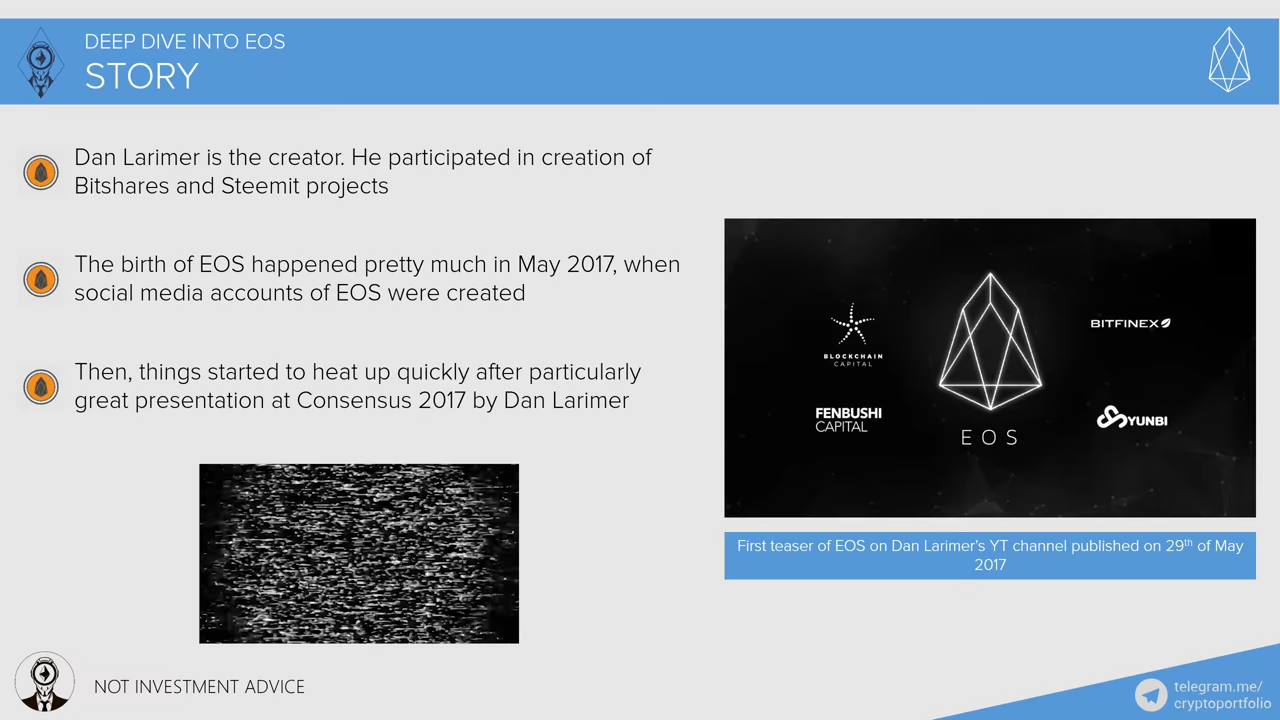 DEEP DIVE INTO EOS
STORY
Dan Larimer is the creator. He participated in creation of
Bitshares and Steemit projects
The birth of EOS happened pretty much in May 2017, when
social media accounts of EOS were created
Then, things started to heat up quickly after particularly
great presentation at Consensus 2017 by Dan Larimer
BLOCKCHAIN
CAPITAL
BITFINEX
FENBUSHI
CAPITAL
YUNBI
EOS
First teaser of EOS on Dan Larimer's YT channel published on 29th of May
2017
NOT INVESTMENT ADVICE
telegram.me/
cryptoportfolio